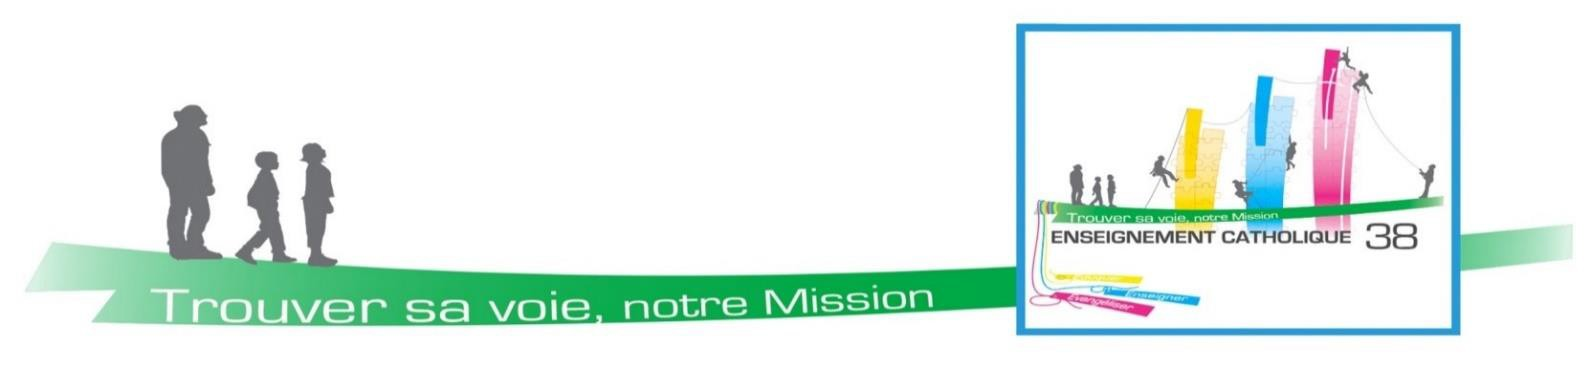 Trouver sa voie, notre Mission
Trouver sa voie, notre Mission
ENSEIGNEMENT CATHOLIQUE 38
Enseigner
Evangéliser